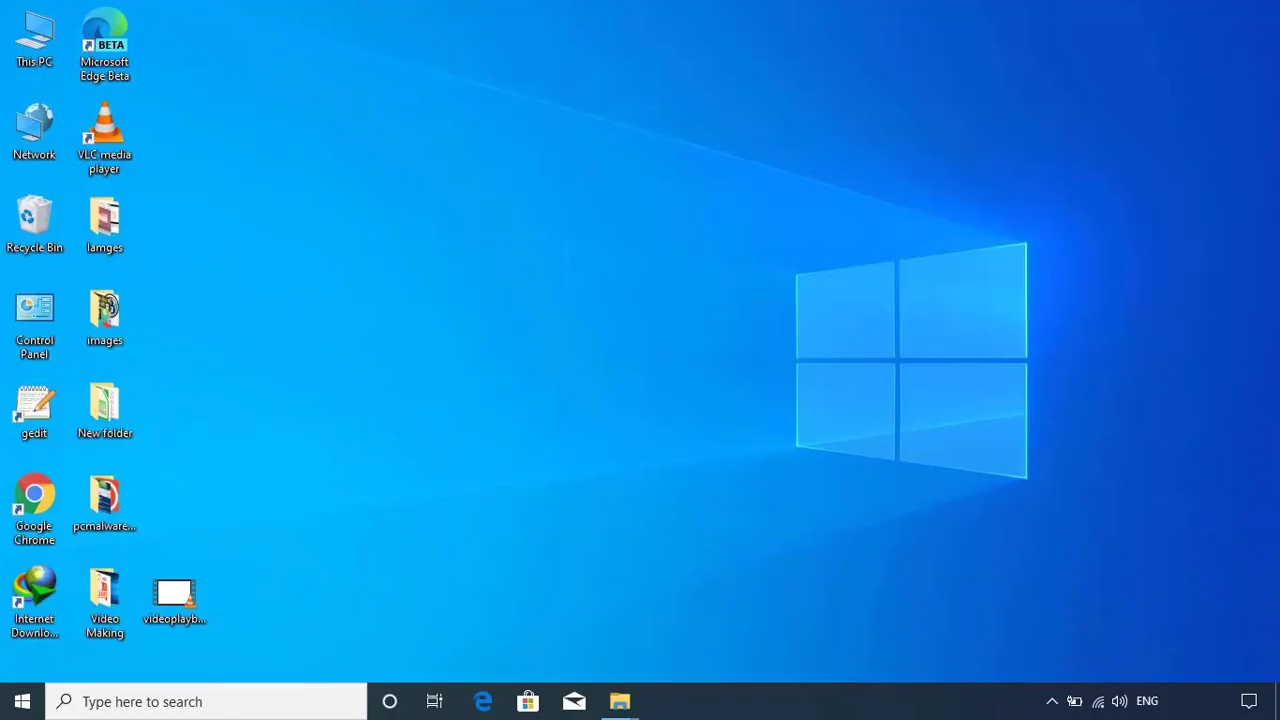 This PC
BETA
Microsoft
Edge Beta
Network
VLC media
player
Recycle Bin
Iamges
Control
Panel
images
gedit
New folder
Google
Chrome
pcmalware...
Internet
Downlo...
Video
Making
videoplayb...
Type here to search
ENG